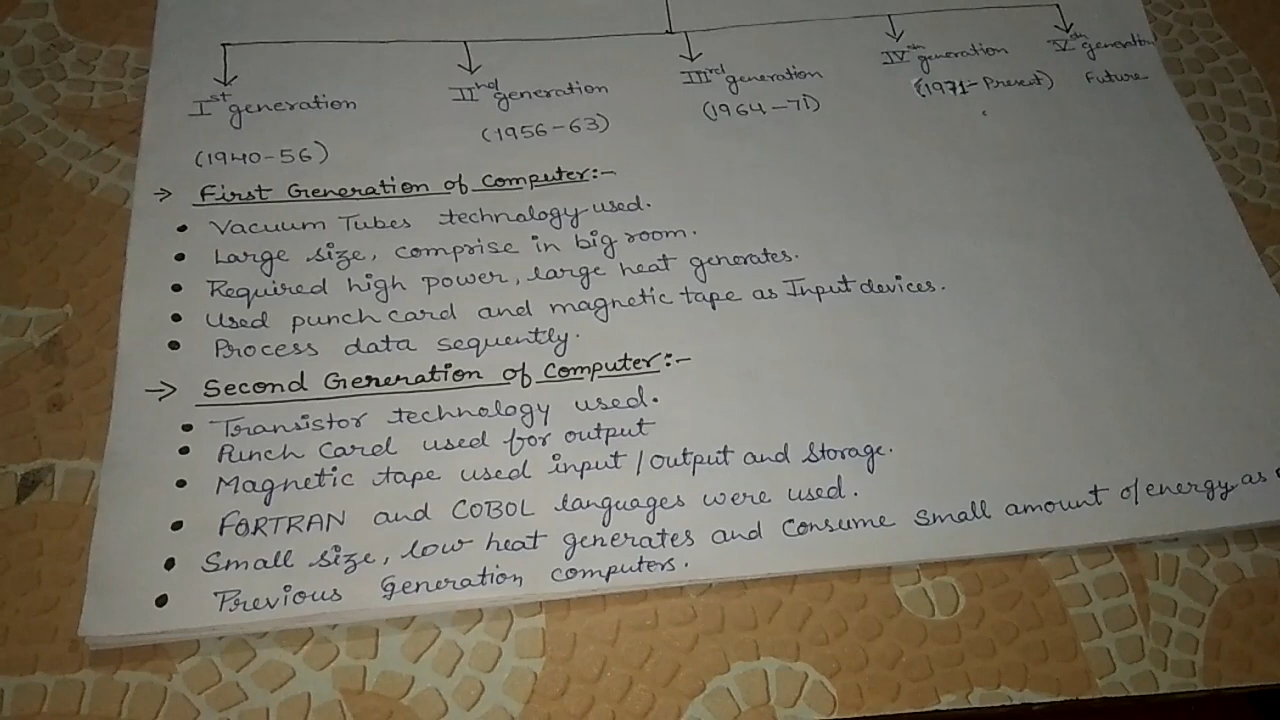 Ist generation IInd generation IIIrd generation IVth generation Vth generation
(1940-56) (1956-63) (1964-71) (1971-Present) Future
→ First Generation of Computer:-
• Vacuum Tubes technology used.
• Large size, comprise in big room.
• Required high power, large heat generates.
• Used punch card and magnetic tape as Input devices.
• Process data sequently.
→ Second Generation of Computer:-
• Transistor technology used.
• Punch Card used for output
• Magnetic tape used input/output and storage.
• FORTRAN and COBOL languages were used.
• Small size, low heat generates and consume small amount of energy as
• Previous generation computers.